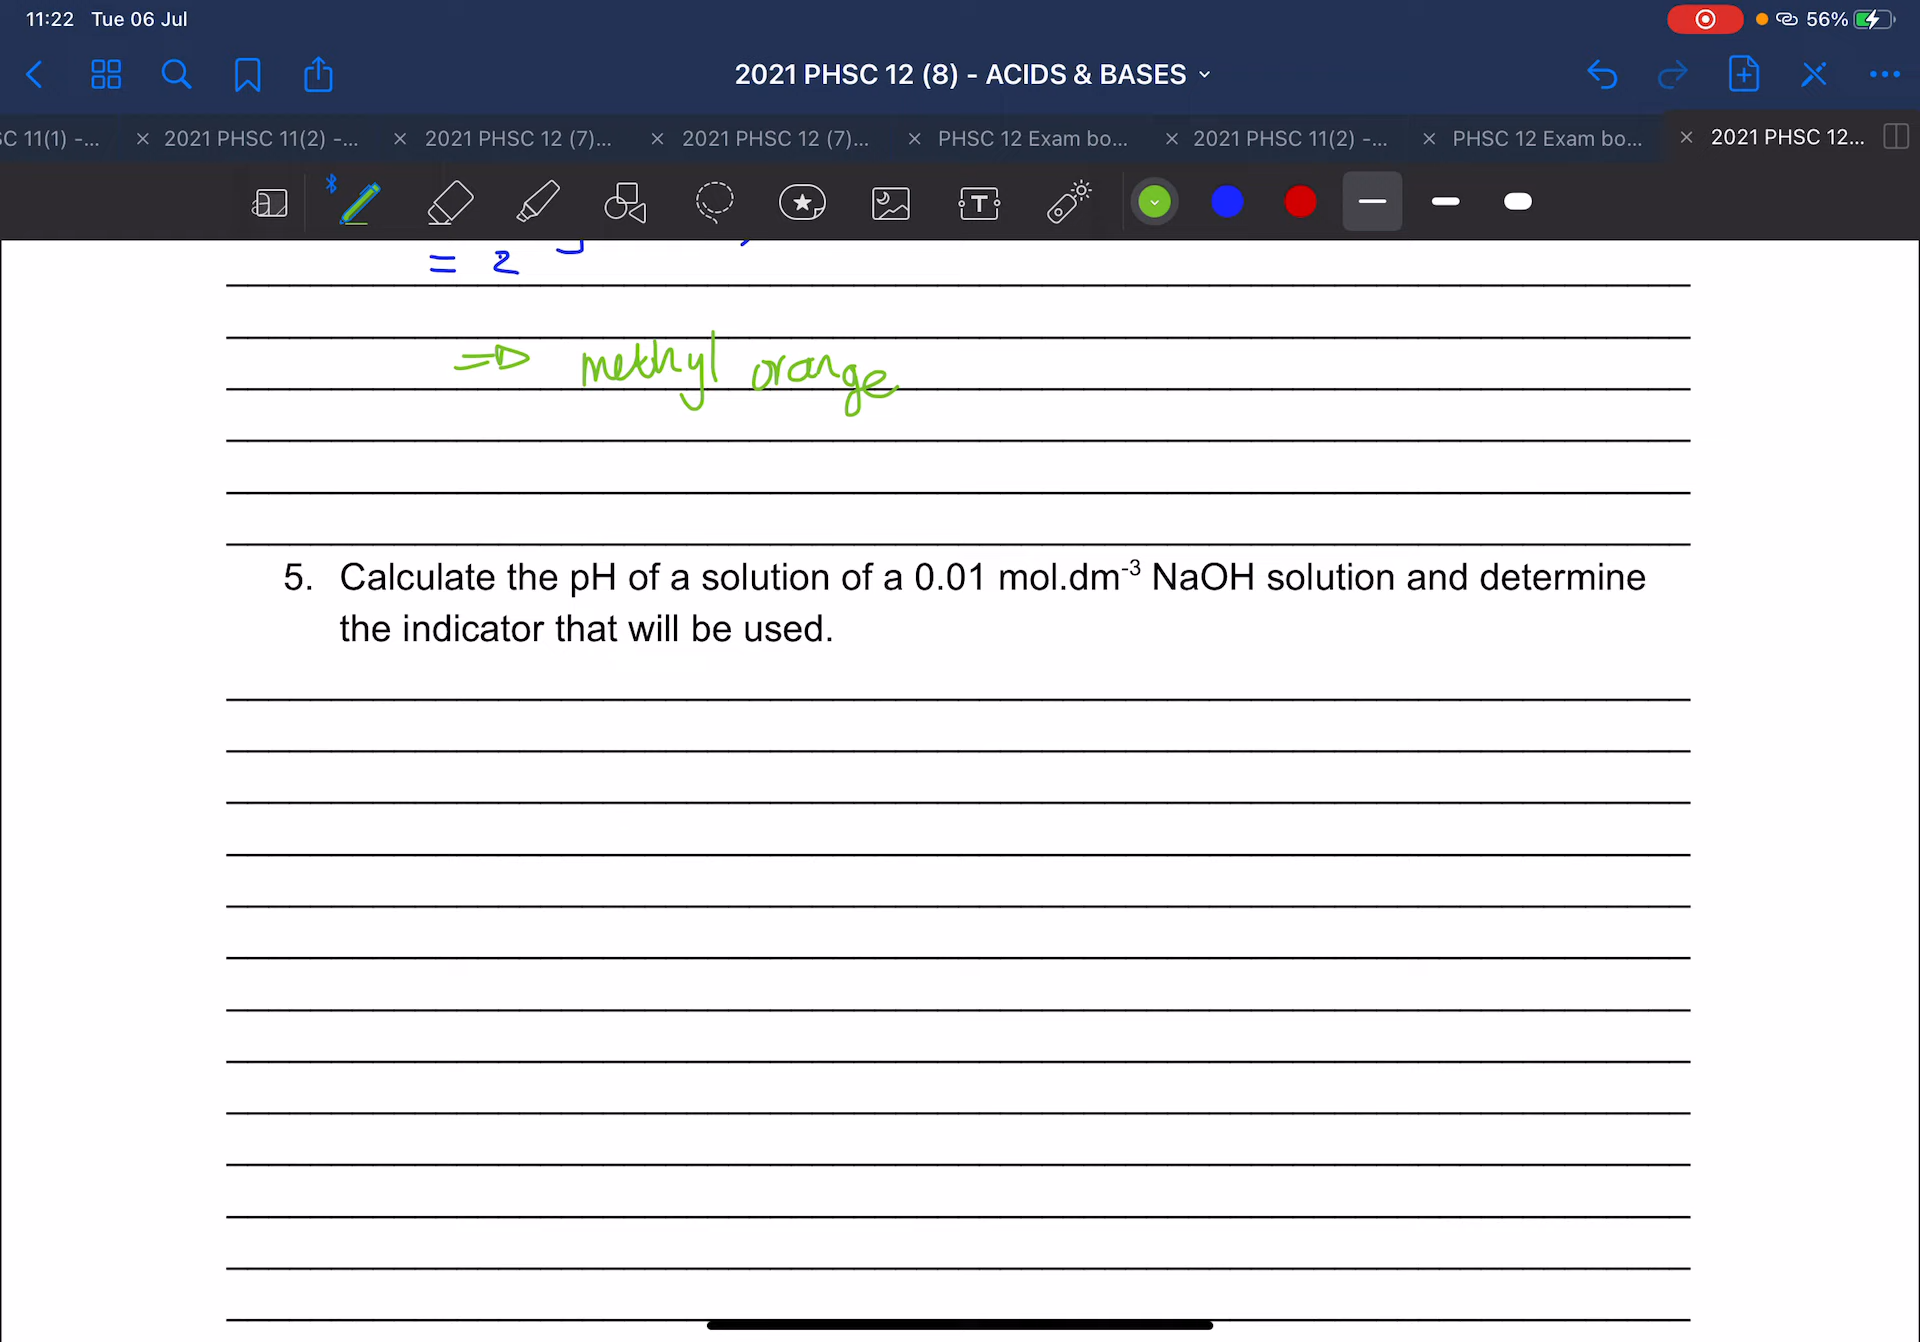 11:22 Tue 06 Jul
56%
2021 PHSC 12 (8) - ACIDS & BASES
SC 11(1) -...
2021 PHSC 11(2) -...
2021 PHSC 12 (7)...
2021 PHSC 12 (7)...
PHSC 12 Exam bo...
2021 PHSC 11(2) -...
PHSC 12 Exam bo...
2021 PHSC 12...
= 2
⇒ methyl orange
5. Calculate the pH of a solution of a 0.01 mol.dm⁻³ NaOH solution and determine
the indicator that will be used.